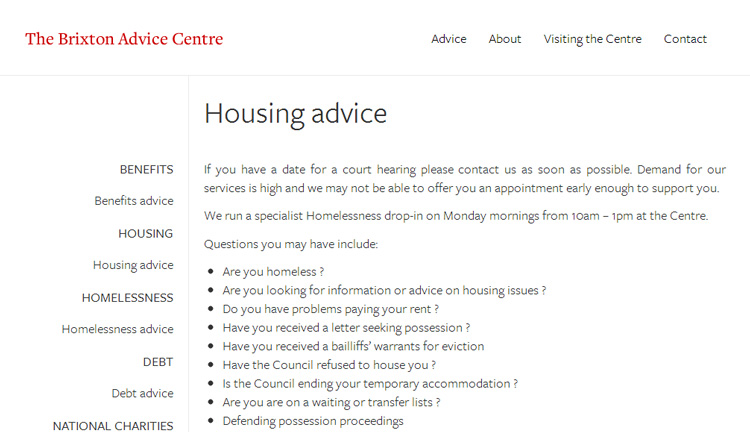 The Brixton Advice Centre
Advice About Visiting the Centre Contact
BENEFITS
Benefits advice
HOUSING
Housing advice
HOMELESSNESS
Homelessness advice
DEBT
Debt advice
NATIONAL CHARITIES
Housing advice
If you have a date for a court hearing please contact us as soon as possible. Demand for our
services is high and we may not be able to offer you an appointment early enough to support you.
We run a specialist Homelessness drop-in on Monday mornings from 10am – 1pm at the Centre.
Questions you may have include:
• Are you homeless ?
• Are you looking for information or advice on housing issues ?
• Do you have problems paying your rent ?
• Have you received a letter seeking possession ?
• Have you received a bailliffs’ warrants for eviction
• Have the Council refused to house you ?
• Is the Council ending your temporary accommodation ?
• Are you are on a waiting or transfer lists ?
• Defending possession proceedings